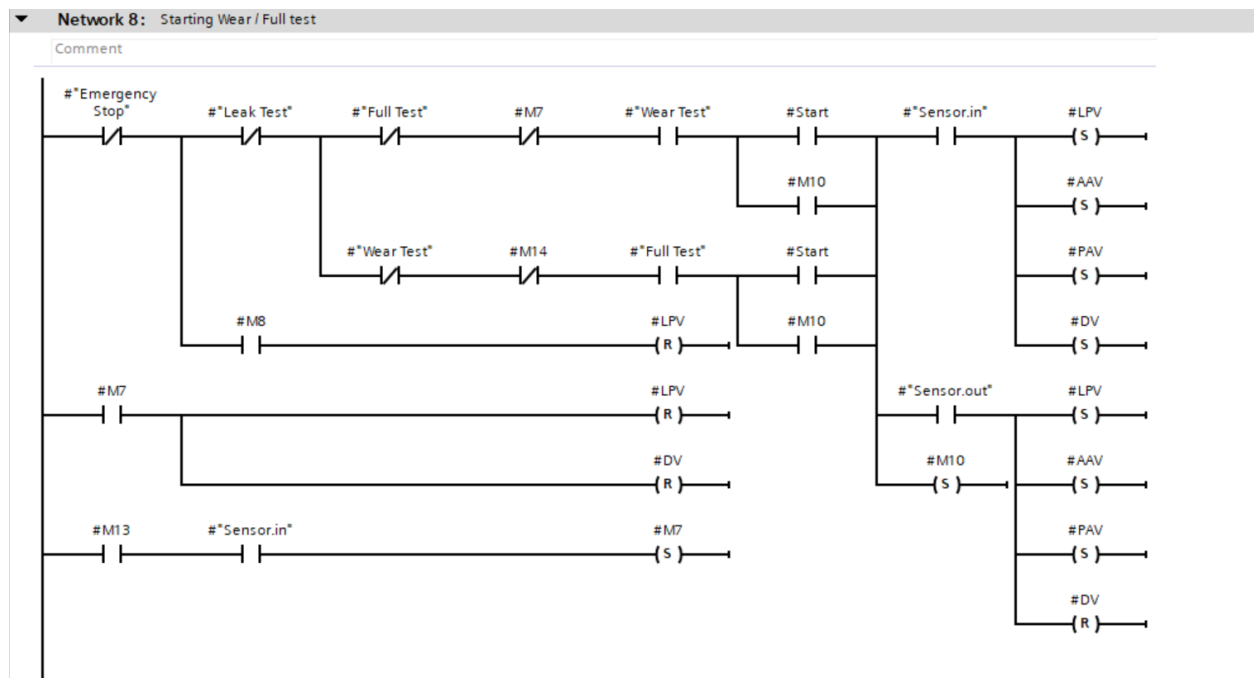 Network 8: Starting Wear / Full test
Comment
#"Emergency
Stop"
#"Leak Test"
#"Full Test"
#M7
#"Wear Test"
#Start
#"Sensor.in"
#LPV
S
#M10
#AAV
S
#"Wear Test"
#M14
#"Full Test"
#Start
#PAV
S
#M8
#LPV
R
#M10
#DV
S
#M7
#LPV
R
#"Sensor.out"
#LPV
S
#DV
R
#M10
S
#AAV
S
#M13
#"Sensor.in"
#M7
S
#PAV
S
#DV
R